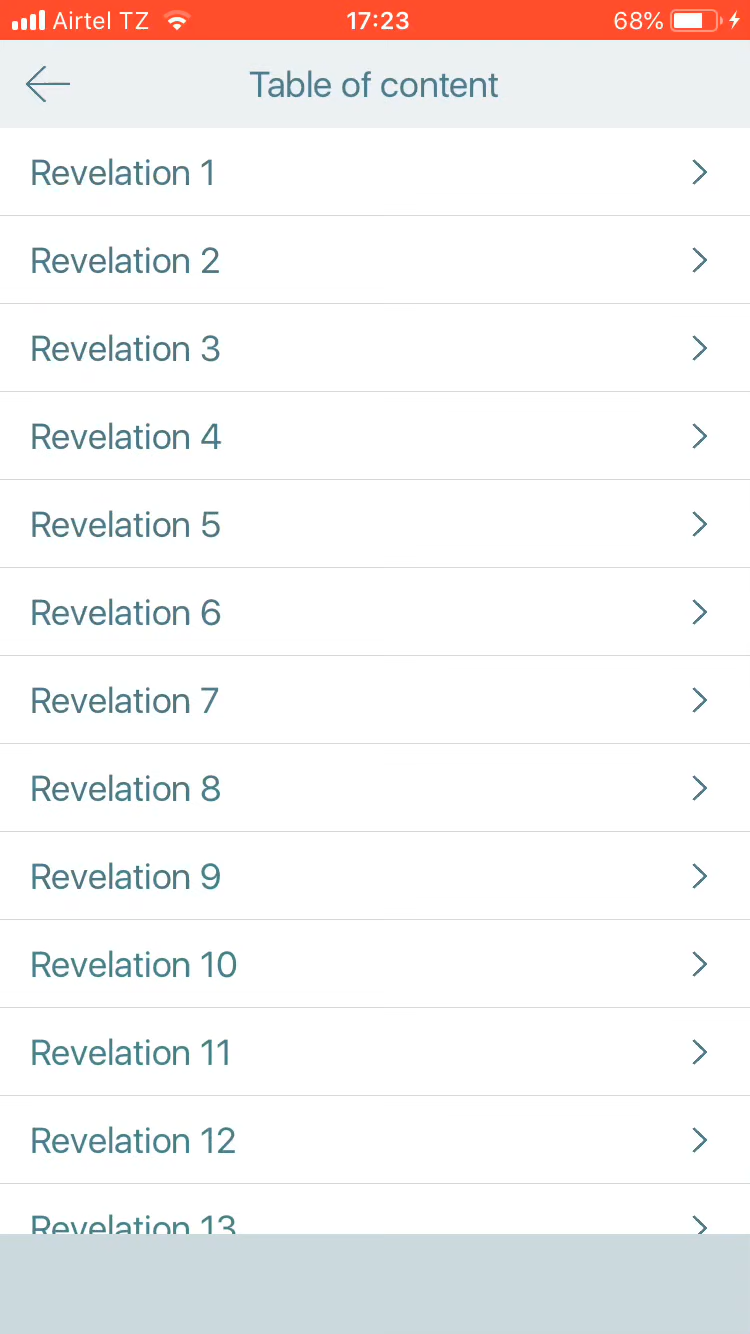 Airtel TZ 17:23 68%
Table of content
Revelation 1
Revelation 2
Revelation 3
Revelation 4
Revelation 5
Revelation 6
Revelation 7
Revelation 8
Revelation 9
Revelation 10
Revelation 11
Revelation 12
Revelation 13